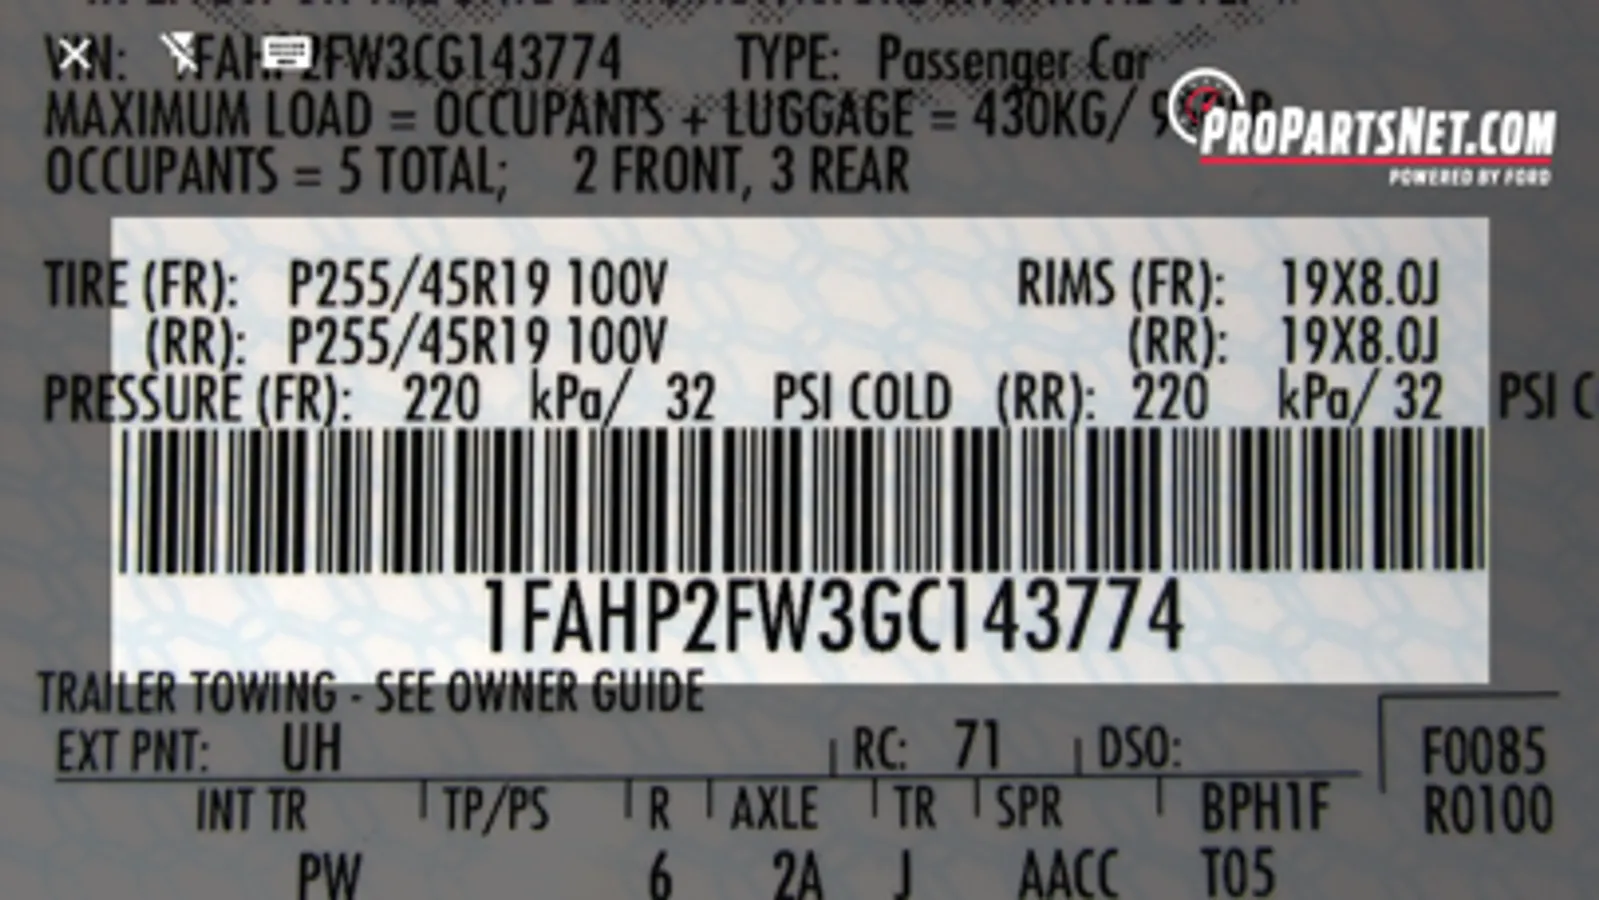 VIN: 1FAHP2FW3CG143774 TYPE: Passenger Car
MAXIMUM LOAD = OCCUPANTS + LUGGAGE = 430KG/
OCCUPANTS = 5 TOTAL; 2 FRONT, 3 REAR
PROPARTSNET.COM
POWERED BY FORD
TIRE (FR): P255/45R19 100V RIMS (FR): 19X8.0J
(RR): P255/45R19 100V (RR): 19X8.0J
PRESSURE (FR): 220 kPa/ 32 PSI COLD (RR): 220 kPa/ 32 PSI C
1FAHP2FW3GC143774
TRAILER TOWING - SEE OWNER GUIDE
EXT PNT: UH RC: 71 DSO: F0085
INT TR TP/PS R AXLE TR SPR BPH1F R0100
PW 6 2A J AACC T05